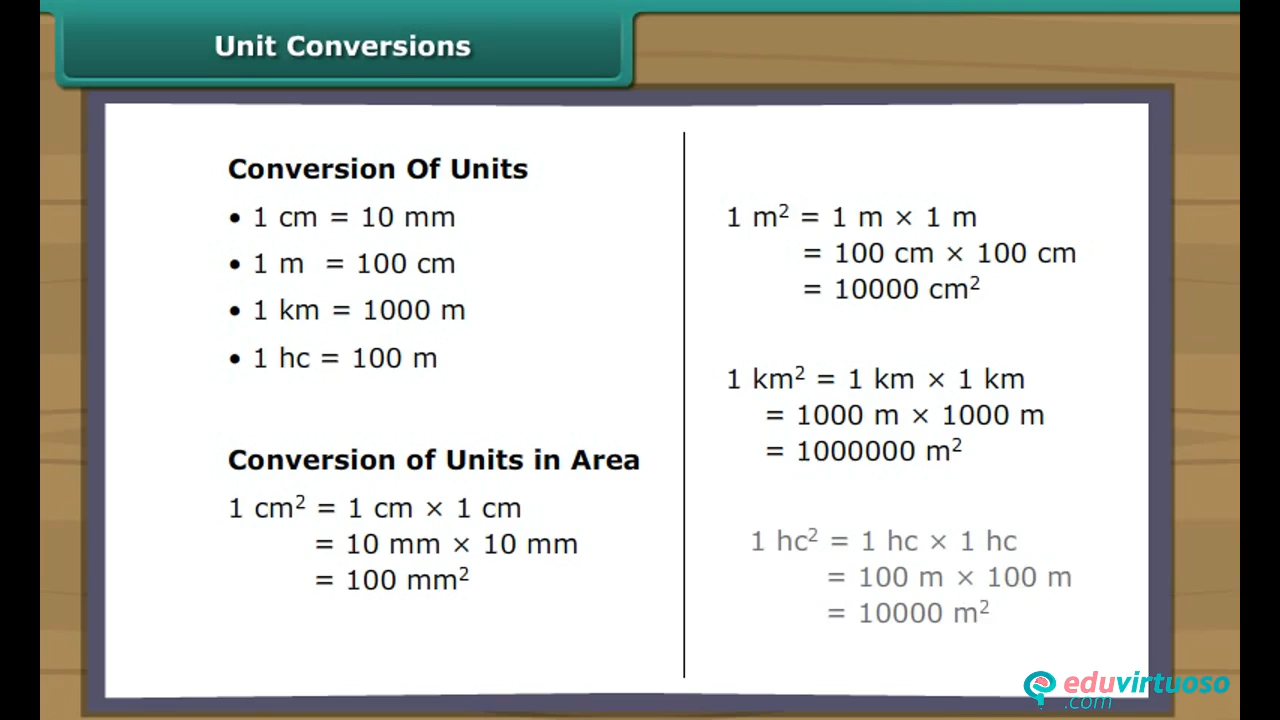 Unit Conversions
Conversion Of Units
• 1 cm = 10 mm
• 1 m = 100 cm
• 1 km = 1000 m
• 1 hc = 100 m
Conversion of Units in Area
1 cm² = 1 cm × 1 cm
= 10 mm × 10 mm
= 100 mm²
1 m² = 1 m × 1 m
= 100 cm × 100 cm
= 10000 cm²
1 km² = 1 km × 1 km
= 1000 m × 1000 m
= 1000000 m²
1 hc² = 1 hc × 1 hc
= 100 m × 100 m
= 10000 m²
eduvirtuoso
.com